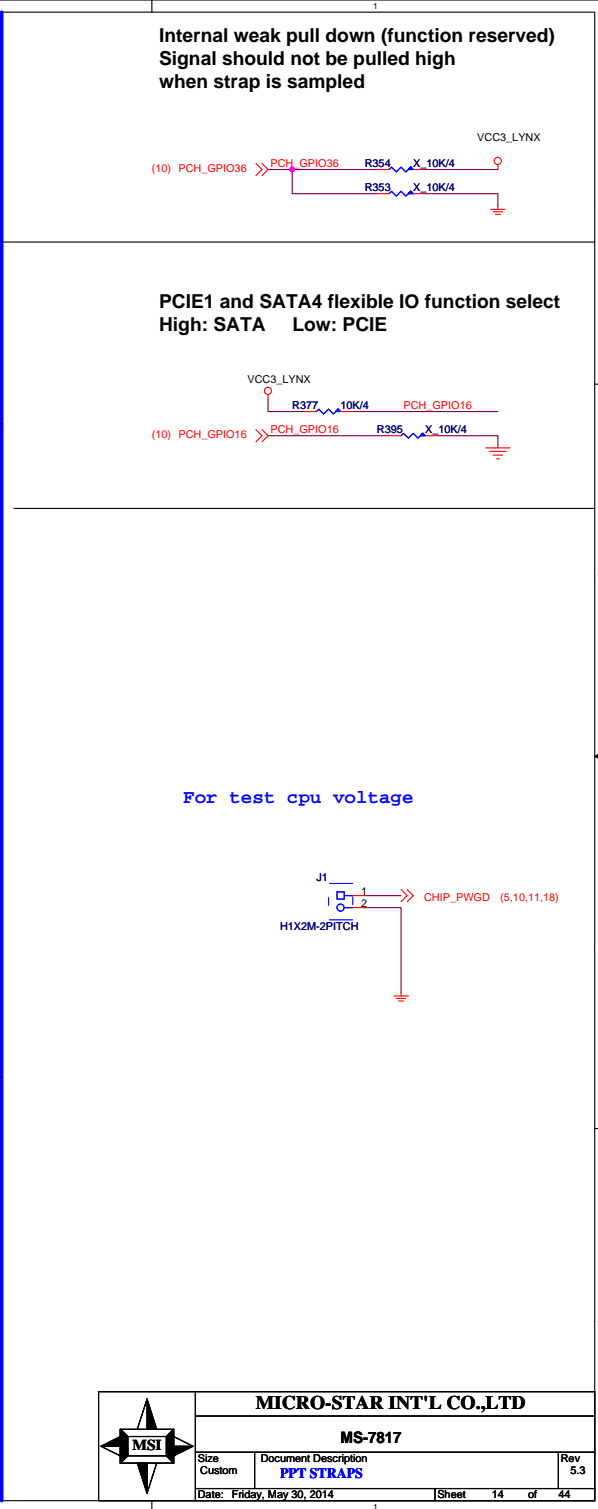 1
Internal weak pull down (function reserved)
Signal should not be pulled high
when strap is sampled
VCC3_LYNX
(10) PCH_GPIO36 PCH_GPIO36 R354 X_10K/4
R353 X_10K/4
PCIE1 and SATA4 flexible IO function select
High: SATA Low: PCIE
VCC3_LYNX
R377 10K/4 PCH_GPIO16
(10) PCH_GPIO16 PCH_GPIO16 R395 X_10K/4
For test cpu voltage
J1
1 CHIP_PWGD (5,10,11,18)
2
H1X2M-2PITCH
MICRO-STAR INT'L CO.,LTD
MSI
MS-7817
Size Document Description Rev
Custom PPT STRAPS 5.3
Date: Friday, May 30, 2014 Sheet 14 of 44
1